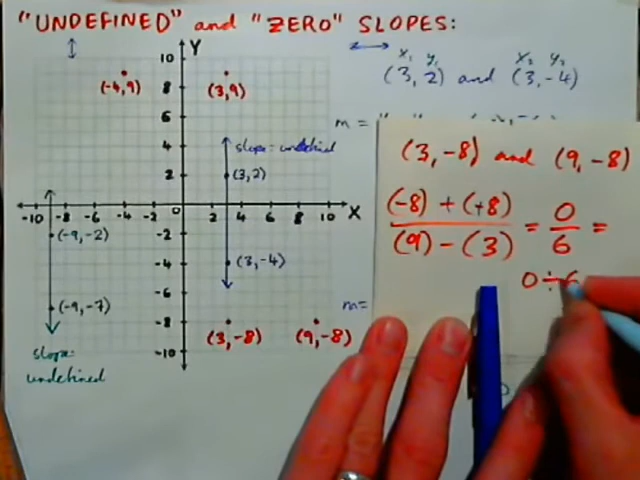 "UNDEFINED" and "ZERO" SLOPES:
Y
X₁ Y₁ X₂ Y₂
(3, 2) and (3, -4)
10
(-4,9) (3,9)
8
6
m =
4
slope: undefined
2
(3,2)
-10 -8 -6 -4 -2 0 2 4 6 8 10 X
(-9,-2)
-2
(3,-4)
-4
-6
(-9,-7)
-8
(3,-8) (9,-8)
-10
slope:
undefined
m=
(3,-8) and (9,-8)
(-8) + (+8)
(9) - (3)
= 0/6 =
0÷6